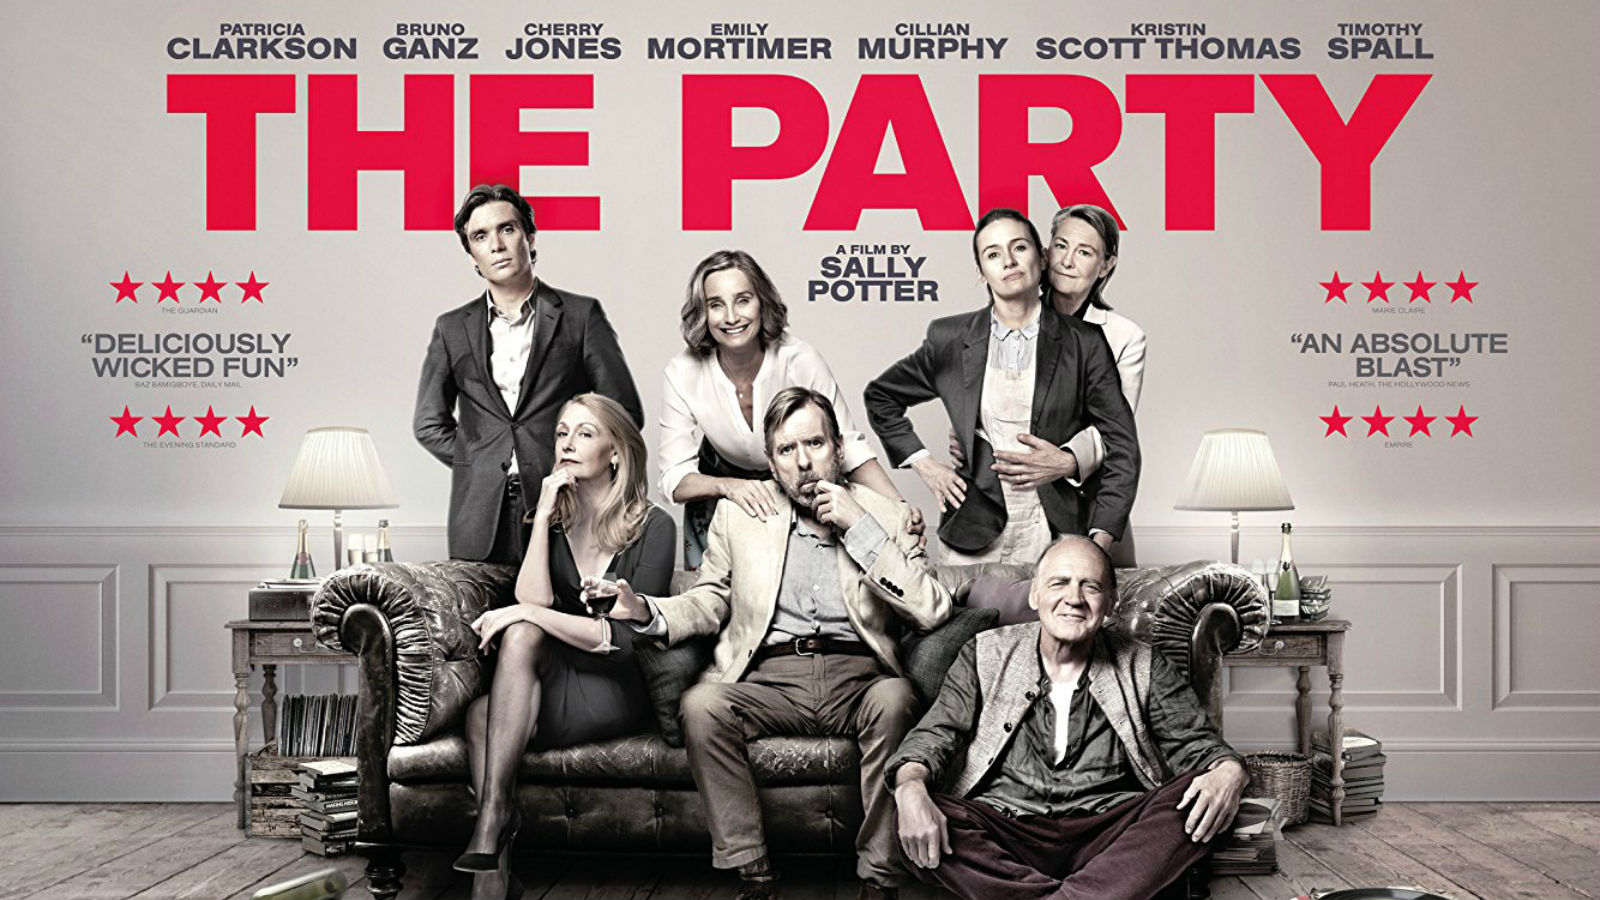 PATRICIA CLARKSON
BRUNO GANZ
CHERRY JONES
EMILY MORTIMER
CILLIAN MURPHY
KRISTIN SCOTT THOMAS
TIMOTHY SPALL
THE PARTY
A FILM BY
SALLY
POTTER
THE GUARDIAN
“DELICIOUSLY
WICKED FUN”
BAZ BAMIGBOYE, DAILY MAIL
THE EVENING STANDARD
MARIE CLAIRE
“AN ABSOLUTE
BLAST”
PAUL HEATH, THE HOLLYWOOD NEWS
EMPIRE